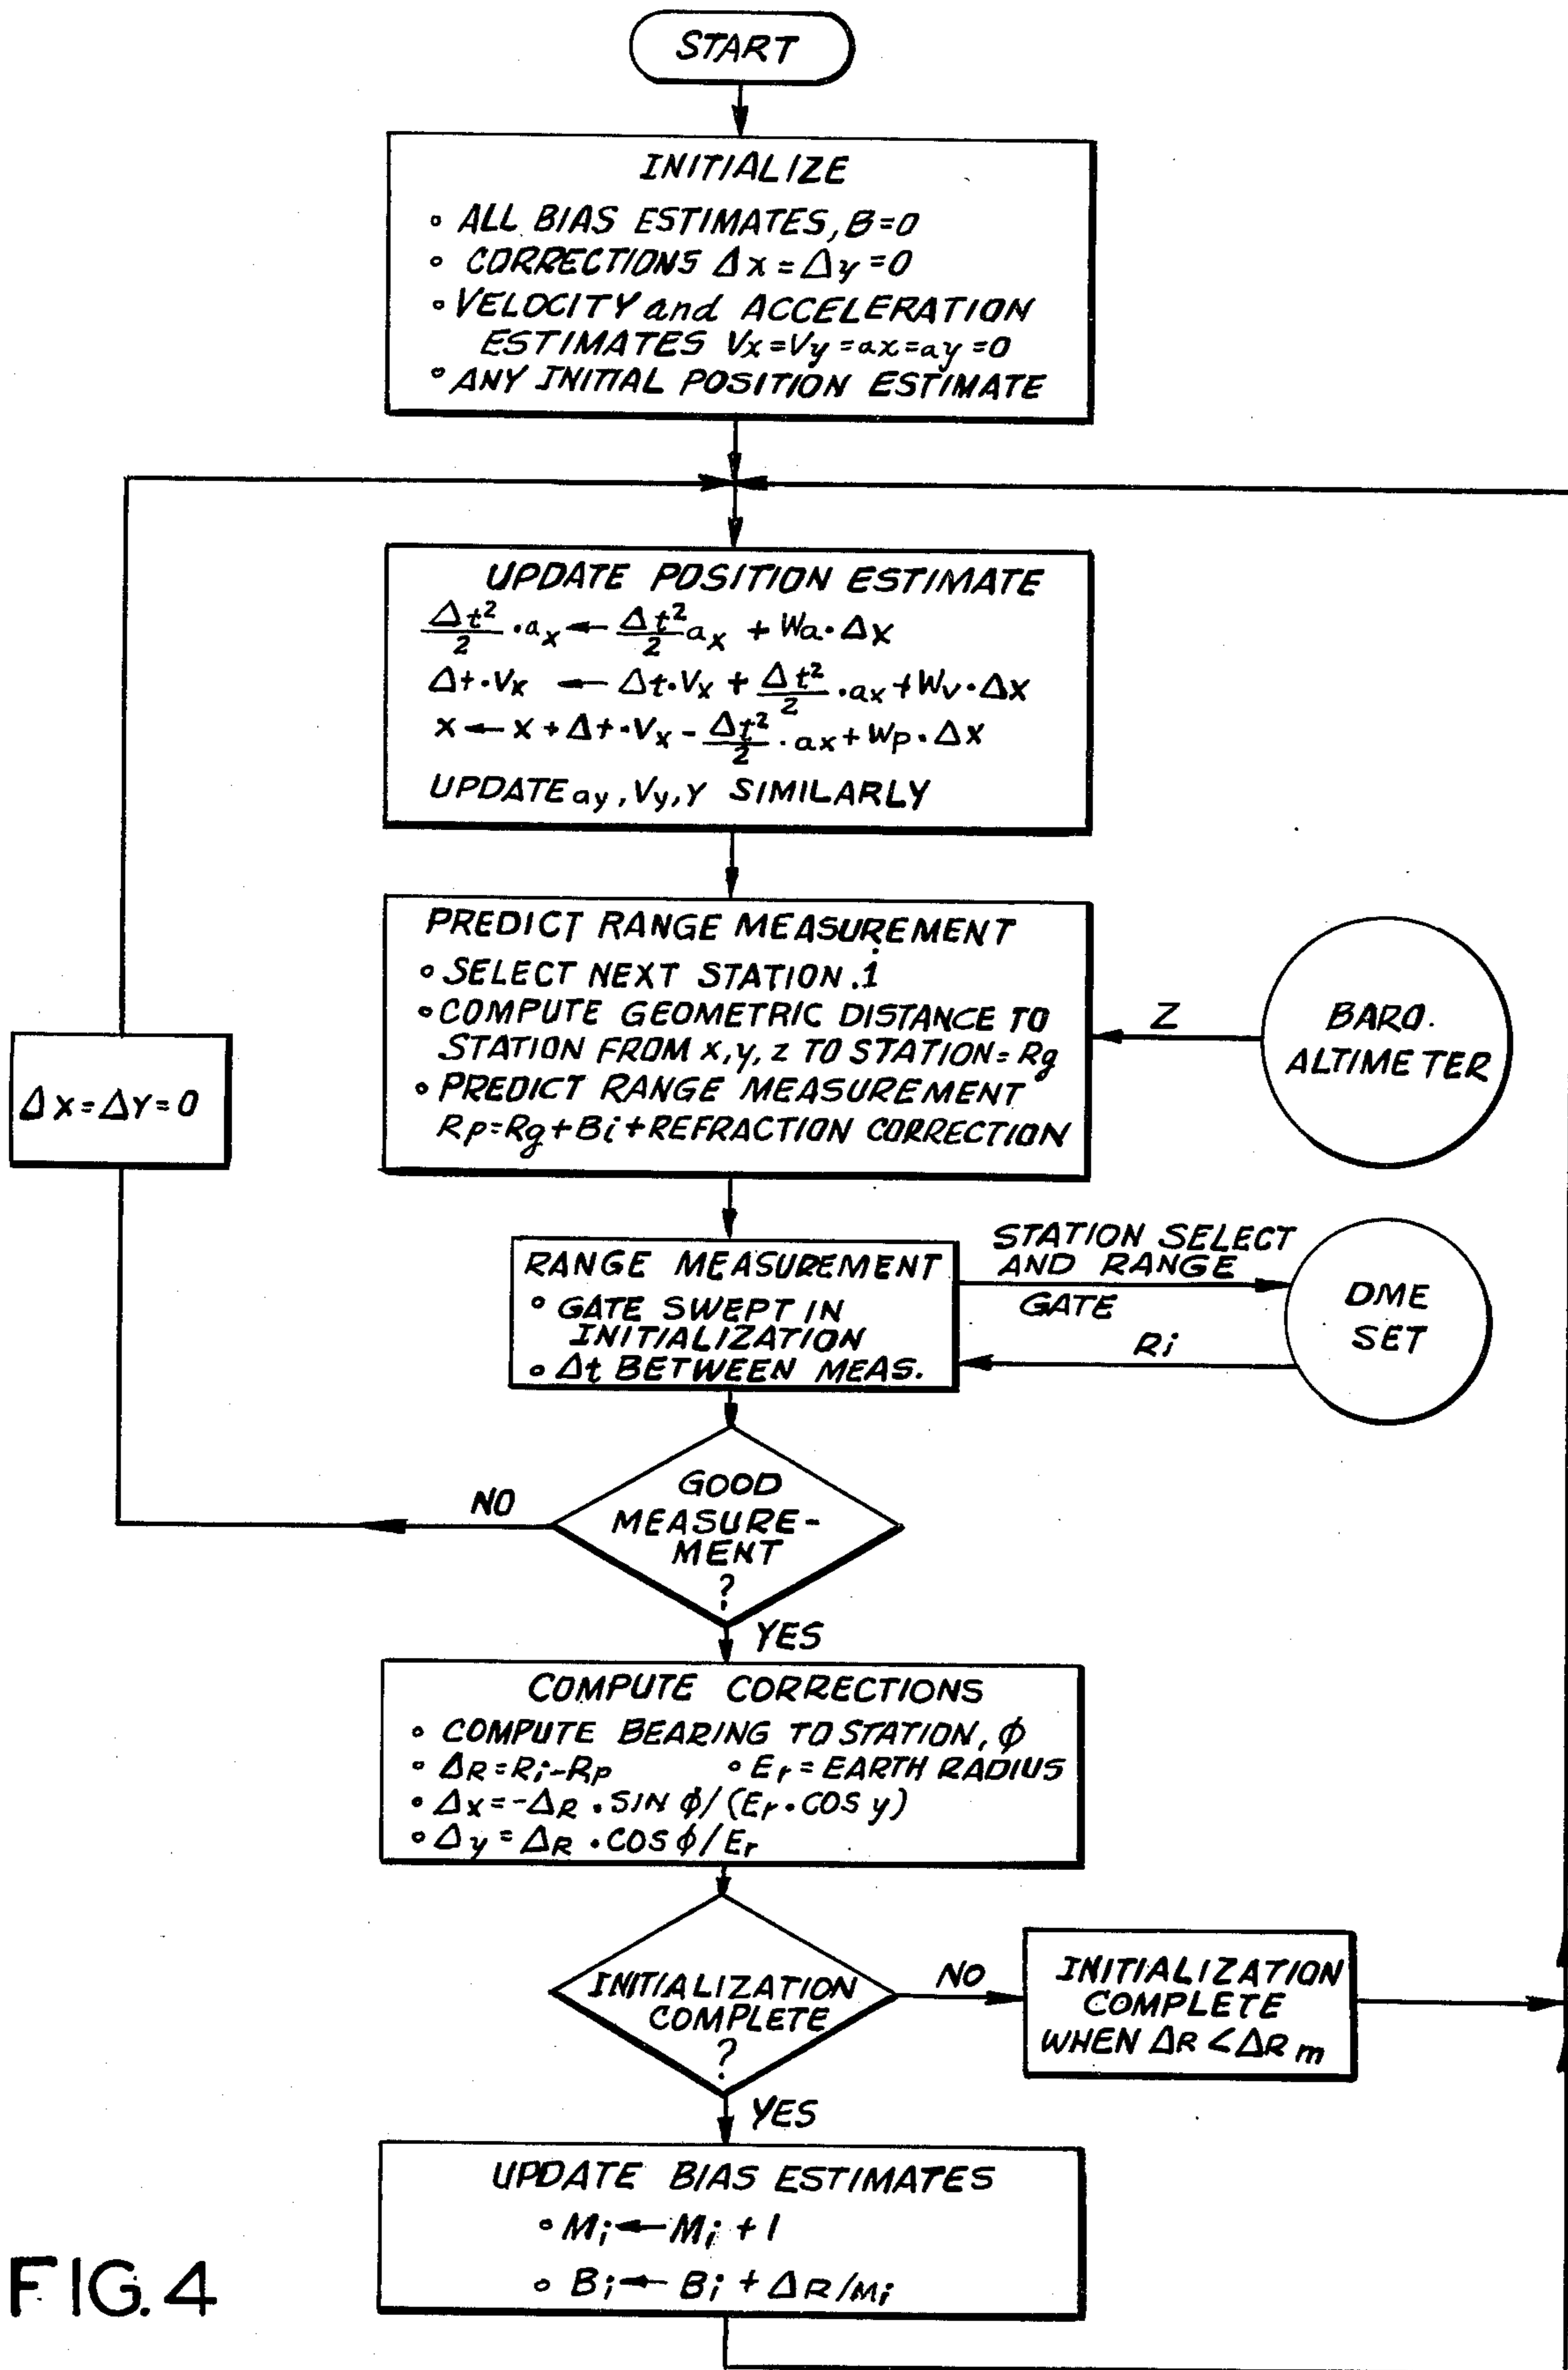 START
INITIALIZE
∘ ALL BIAS ESTIMATES, B=0
∘ CORRECTIONS Δx=Δy=0
∘ VELOCITY and ACCELERATION
ESTIMATES Vx=Vy=ax=ay=0
∘ ANY INITIAL POSITION ESTIMATE
UPDATE POSITION ESTIMATE
Δt²/2 · ax ← Δt²/2 ax + Wa · Δx
Δt · Vx ← Δt · Vx + Δt²/2 · ax + Wv · Δx
x ← x + Δt · Vx - Δt²/2 · ax + Wp · Δx
UPDATE ay, Vy, Y SIMILARLY
PREDICT RANGE MEASUREMENT
∘ SELECT NEXT STATION. i
∘ COMPUTE GEOMETRIC DISTANCE TO
STATION FROM x, y, z TO STATION = Rg
∘ PREDICT RANGE MEASUREMENT
Rp=Rg+Bi+REFRACTION CORRECTION
Z
BARO.
ALTIMETER
ΔX=ΔY=0
RANGE MEASUREMENT
∘ GATE SWEPT IN
INITIALIZATION
∘ Δt BETWEEN MEAS.
STATION SELECT
AND RANGE
GATE
Ri
DME
SET
GOOD
MEASURE-
MENT
?
NO
YES
COMPUTE CORRECTIONS
∘ COMPUTE BEARING TO STATION, ϕ
∘ ΔR=Ri-Rp ∘ Er=EARTH RADIUS
∘ Δx=-ΔR · SIN ϕ/(Er · COS y)
∘ Δy=ΔR · COS ϕ/Er
INITIALIZATION
COMPLETE
?
NO
INITIALIZATION
COMPLETE
WHEN ΔR<ΔRm
YES
UPDATE BIAS ESTIMATES
∘ Mi ← Mi + 1
∘ Bi ← Bi + ΔR/Mi
FIG. 4